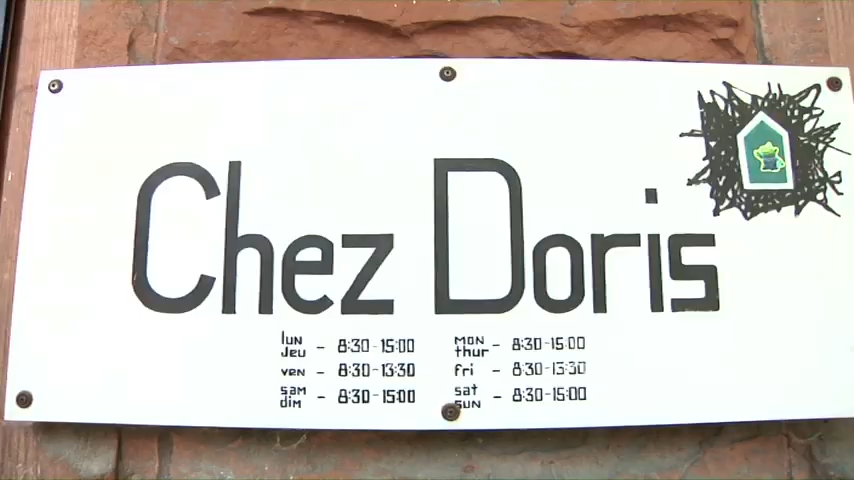 Chez Doris
lun
Jeu - 8:30-15:00
ven - 8:30-13:30
sam
dim - 8:30-15:00
MON
thur - 8:30-15:00
fri - 8:30-13:30
sat
SUN - 8:30-15:00